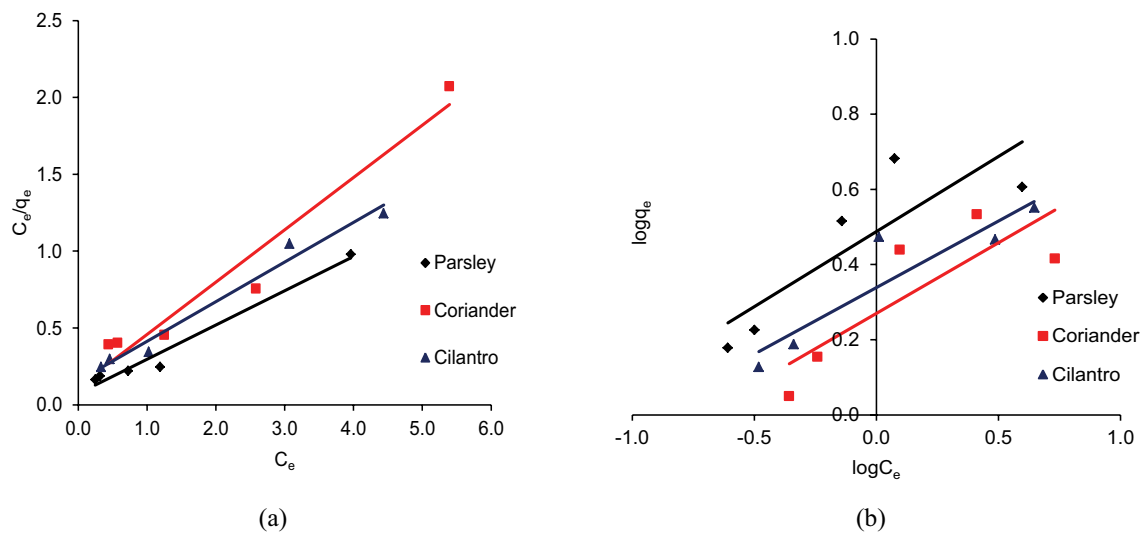 2.5
2.0
1.5
1.0
0.5
0.0
Cₑ/qₑ
0.0 1.0 2.0 3.0 4.0 5.0 6.0
Cₑ
Parsley
Coriander
Cilantro
(a)
1.0
0.8
0.6
0.4
0.2
0.0
logqₑ
-1.0 -0.5 0.0 0.5 1.0
logCₑ
Parsley
Coriander
Cilantro
(b)